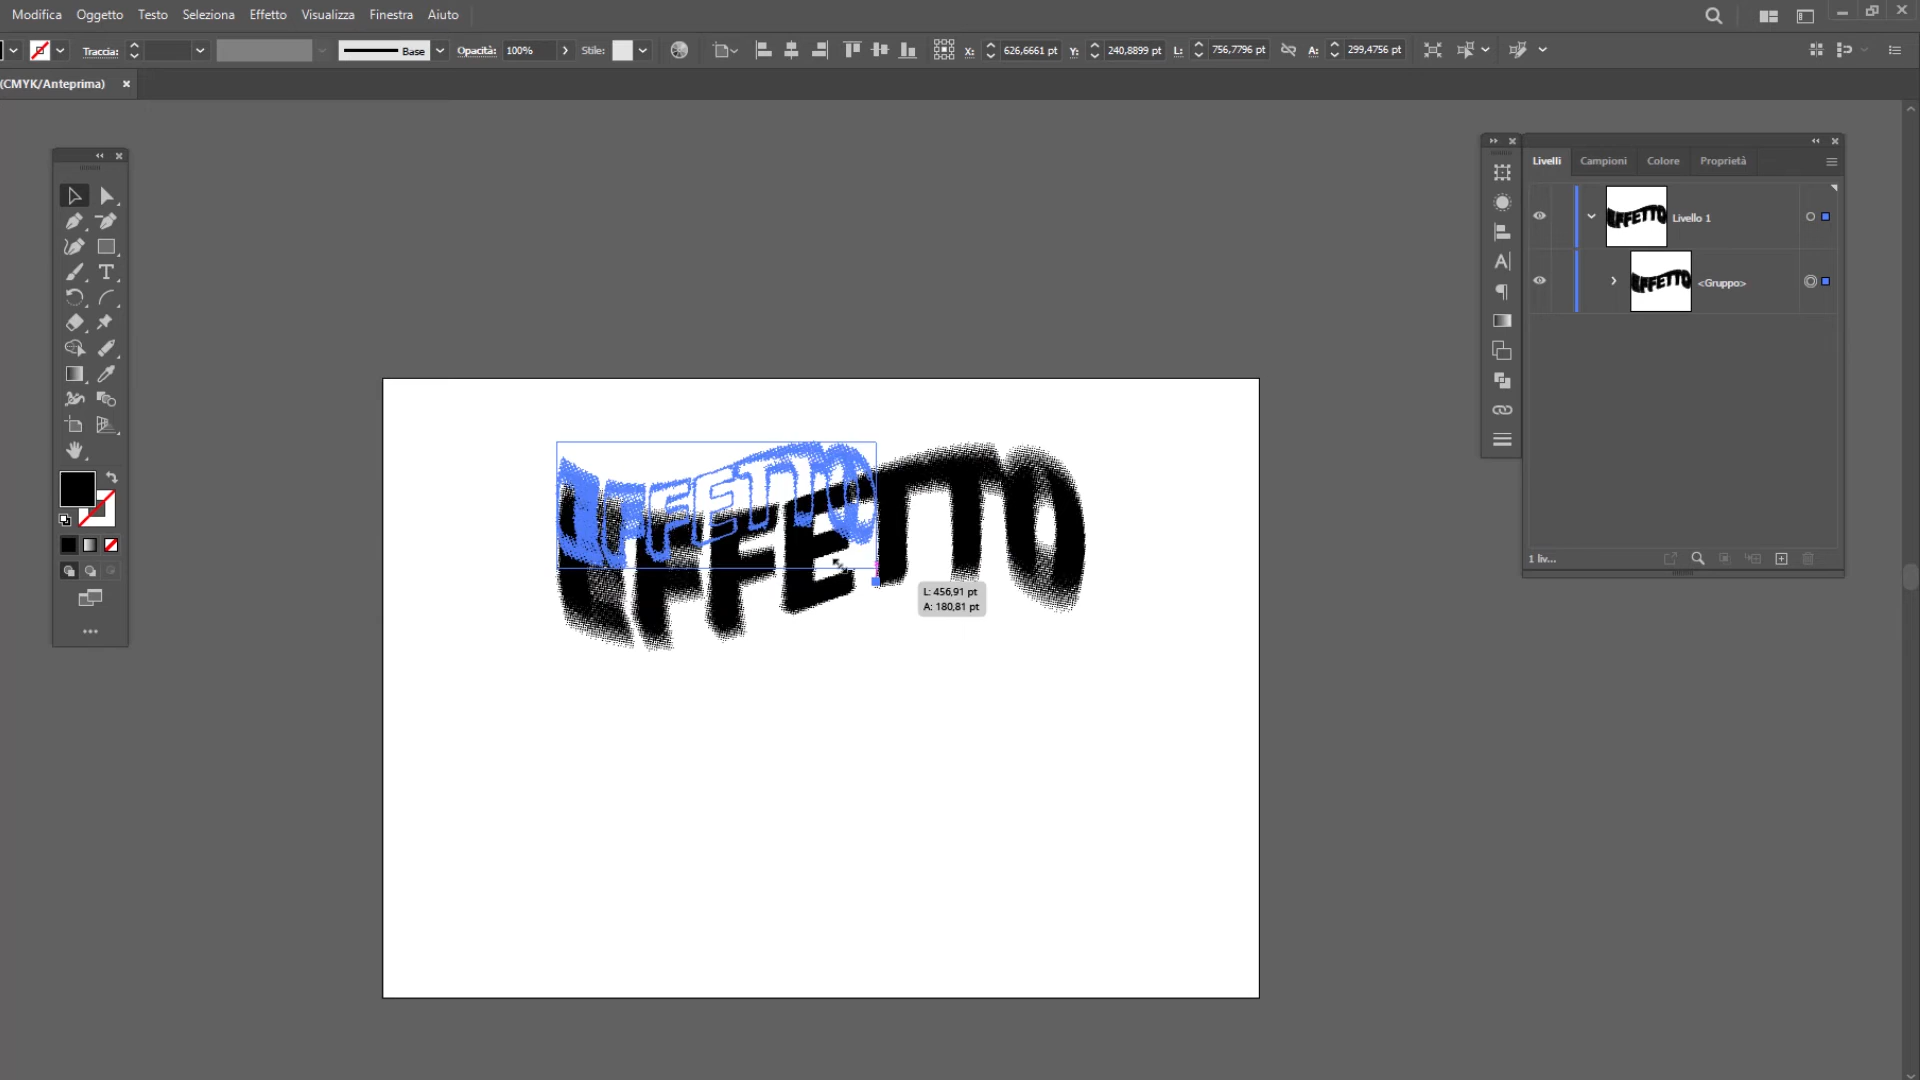 Modifica Oggetto Testo Seleziona Effetto Visualizza Finestra Aiuto
Traccia: Base Opacità: 100% Stile: X: 626,6661 pt Y: 240,8899 pt L: 756,7796 pt A: 299,4756 pt
(CMYK/Anteprima)
Livelli Campioni Colore Proprietà
Livello 1
<Gruppo>
EFFETTO
EFFETTO
L: 456,91 pt
A: 180,81 pt
1 liv...